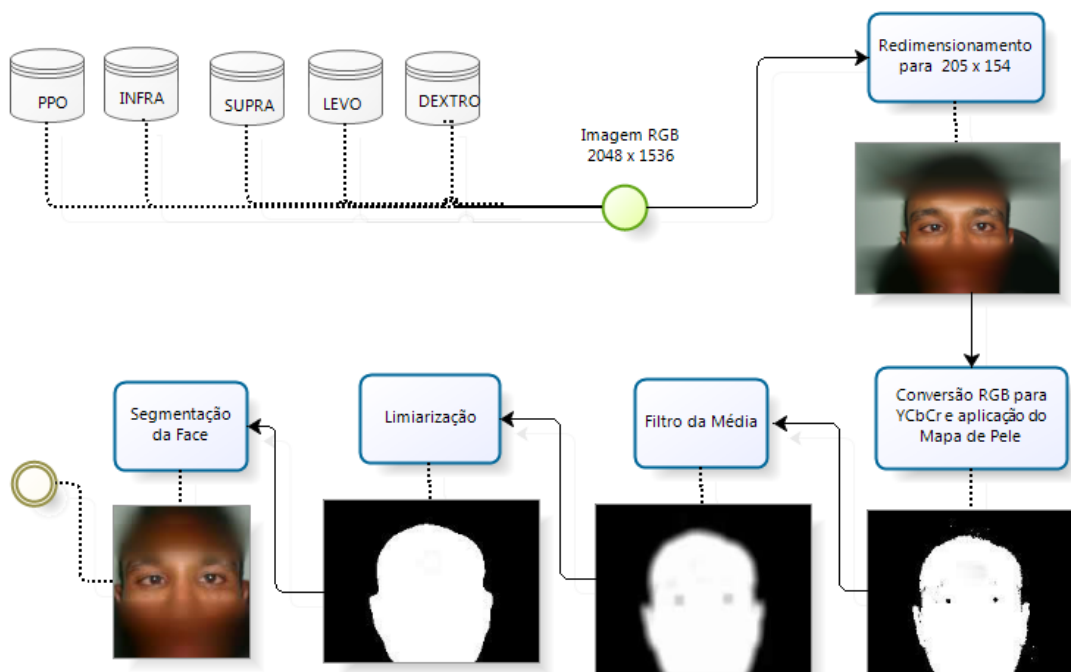 PPO
INFRA
SUPRA
LEVO
DEXTRO
Imagem RGB
2048 x 1536
Redimensionamento
para 205 x 154
Conversão RGB para
YCbCr e aplicação do
Mapa de Pele
Filtro da Média
Limiarização
Segmentação
da Face